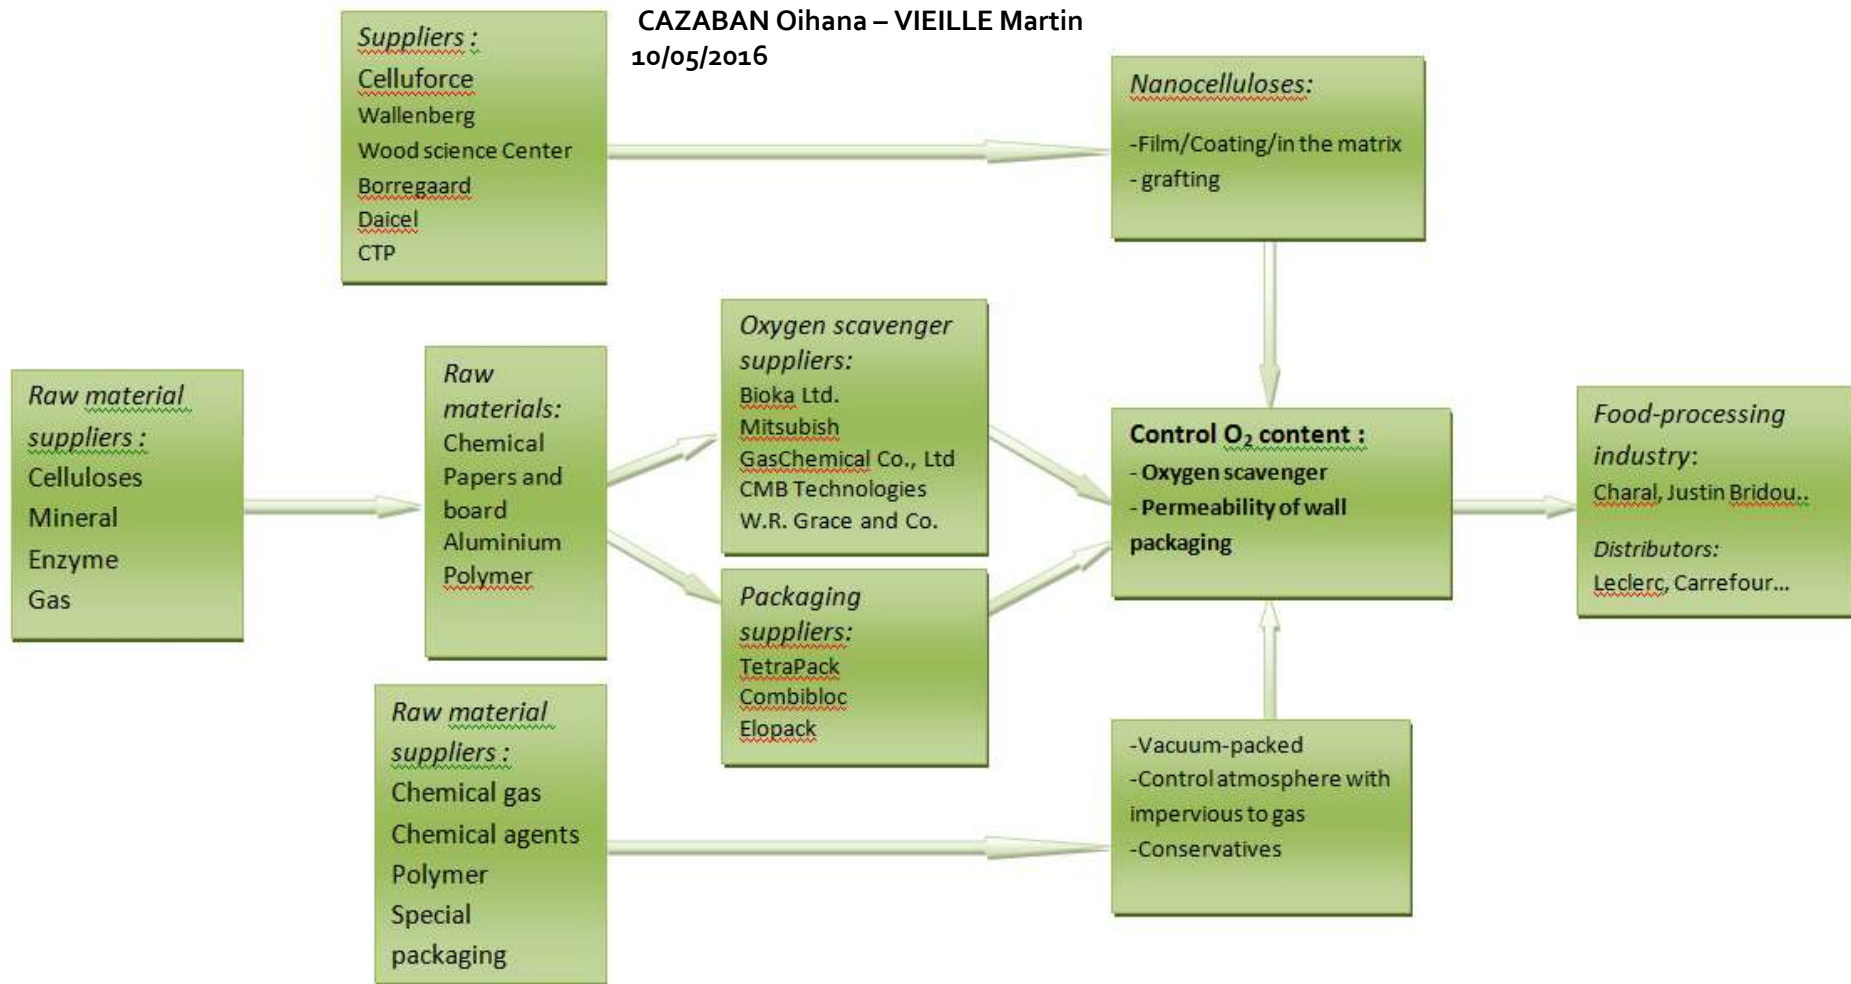 CAZABAN Oihana – VIEILLE Martin
10/05/2016
Suppliers :
Celluforce
Wallenberg
Wood science Center
Borregaard
Daicel
CTP
Nanocelluloses:
-Film/Coating/in the matrix
- grafting
Raw material
suppliers :
Celluloses
Mineral
Enzyme
Gas
Raw
materials:
Chemical
Papers and
board
Aluminium
Polymer
Oxygen scavenger
suppliers:
Bioka Ltd.
Mitsubish
GasChemical Co., Ltd
CMB Technologies
W.R. Grace and Co.
Packaging
suppliers:
TetraPack
Combibloc
Elopack
Control O₂ content :
- Oxygen scavenger
- Permeability of wall
packaging
Food-processing
industry:
Charal, Justin Bridou..
Distributors:
Leclerc, Carrefour...
Raw material
suppliers :
Chemical gas
Chemical agents
Polymer
Special
packaging
-Vacuum-packed
-Control atmosphere with
impervious to gas
-Conservatives